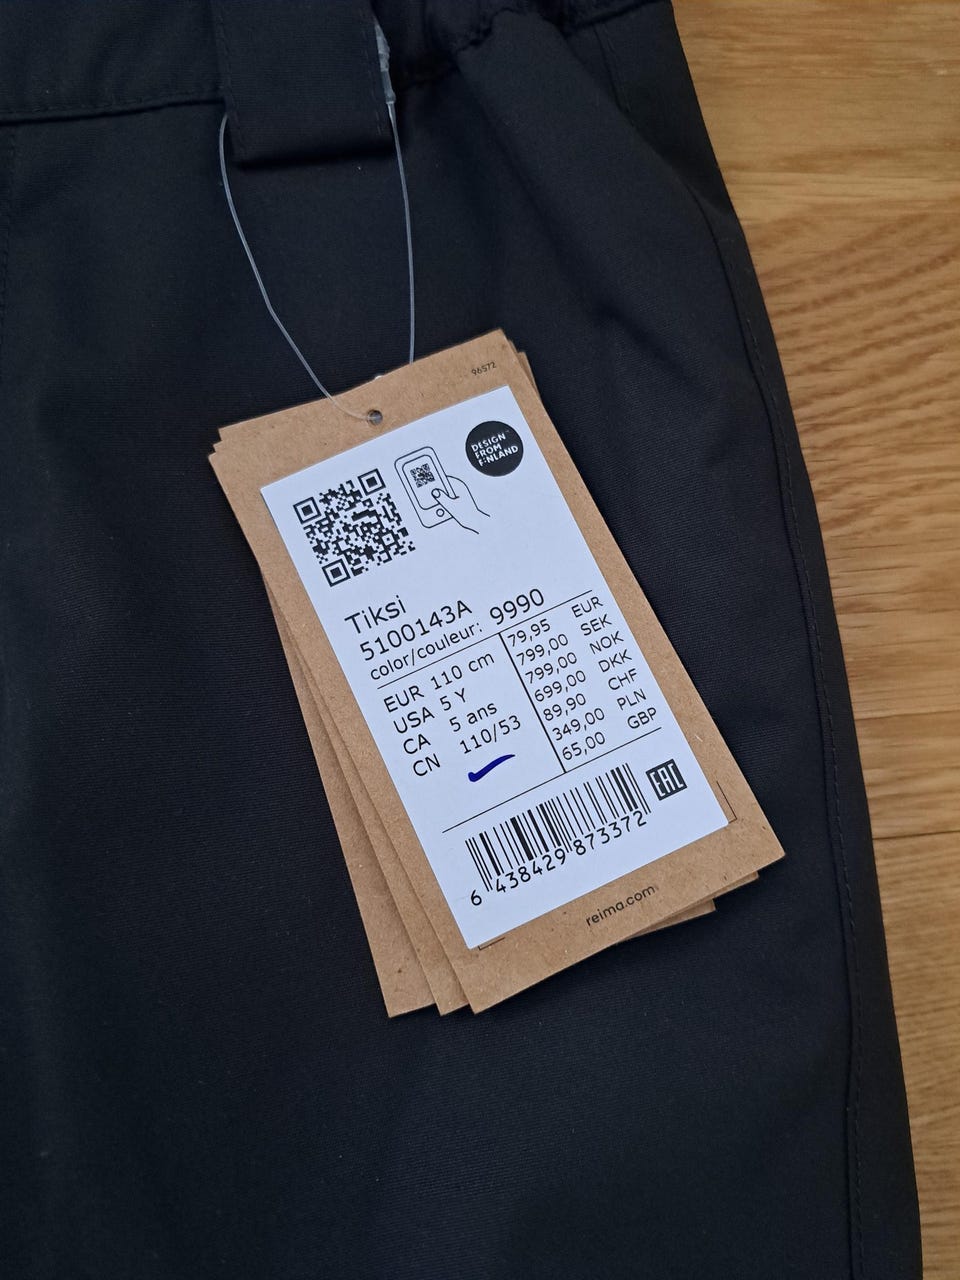 96572
DESIGN
FROM
FINLAND
Tiksi
5100143A
color/couleur: 9990
EUR 110 cm
USA 5 Y
CA 5 ans
CN 110/53
79,95 EUR
799,00 SEK
799,00 NOK
699,00 DKK
89,90 CHF
349,00 PLN
65,00 GBP
EAC
6 438429 873372
reima.com